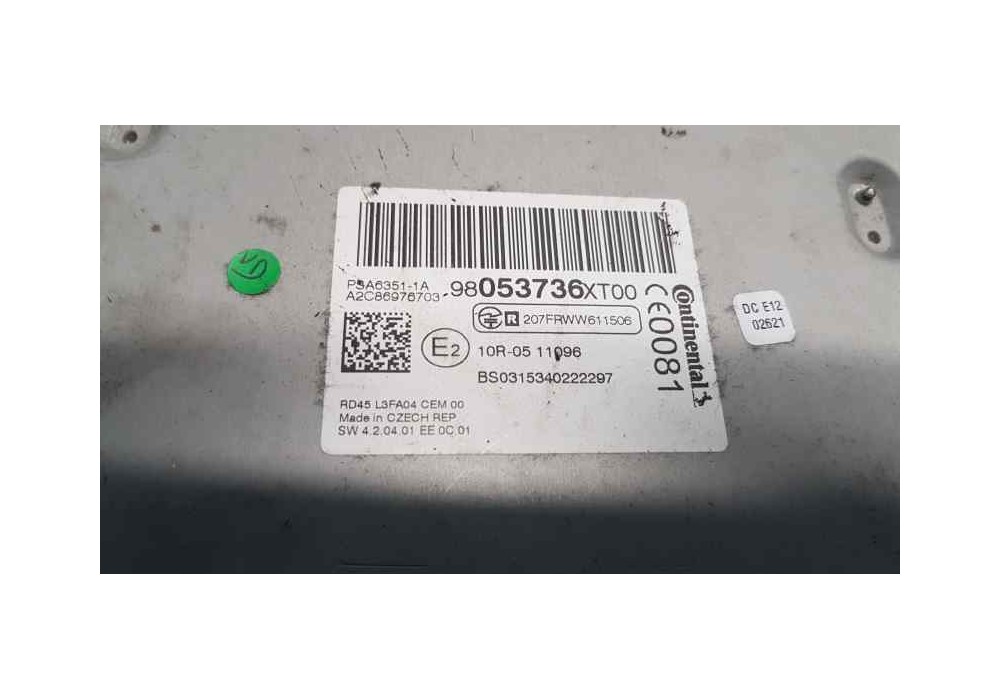 PSA6351-1A
A2C86976703
98053736XT00
R 207FRWW611506
E2
10R-05 11096
BS0315340222297
RD45 L3FA04 CEM 00
Made in CZECH REP.
SW 4.2.04.01 EE 0C 01
CE0081
Continental
DC E12
02621